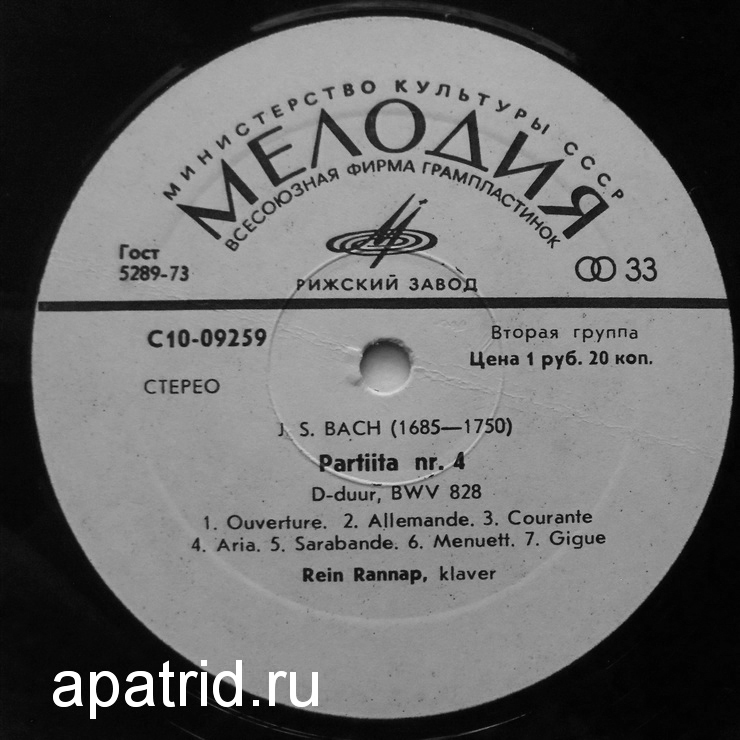 МИНИСТЕРСТВО КУЛЬТУРЫ СССР
МЕЛОДИЯ
ВСЕСОЮЗНАЯ ФИРМА ГРАМПЛАСТИНОК
Гост
5289-73
РИЖСКИЙ ЗАВОД
33
С10-09259
Вторая группа
Цена 1 руб. 20 коп.
СТЕРЕО
J. S. BACH (1685—1750)
Partiita nr. 4
D-duur, BWV 828
1. Ouverture. 2. Allemande. 3. Courante
4. Aria. 5. Sarabande. 6. Menuett. 7. Gigue
Rein Rannap, klaver
apatrid.ru